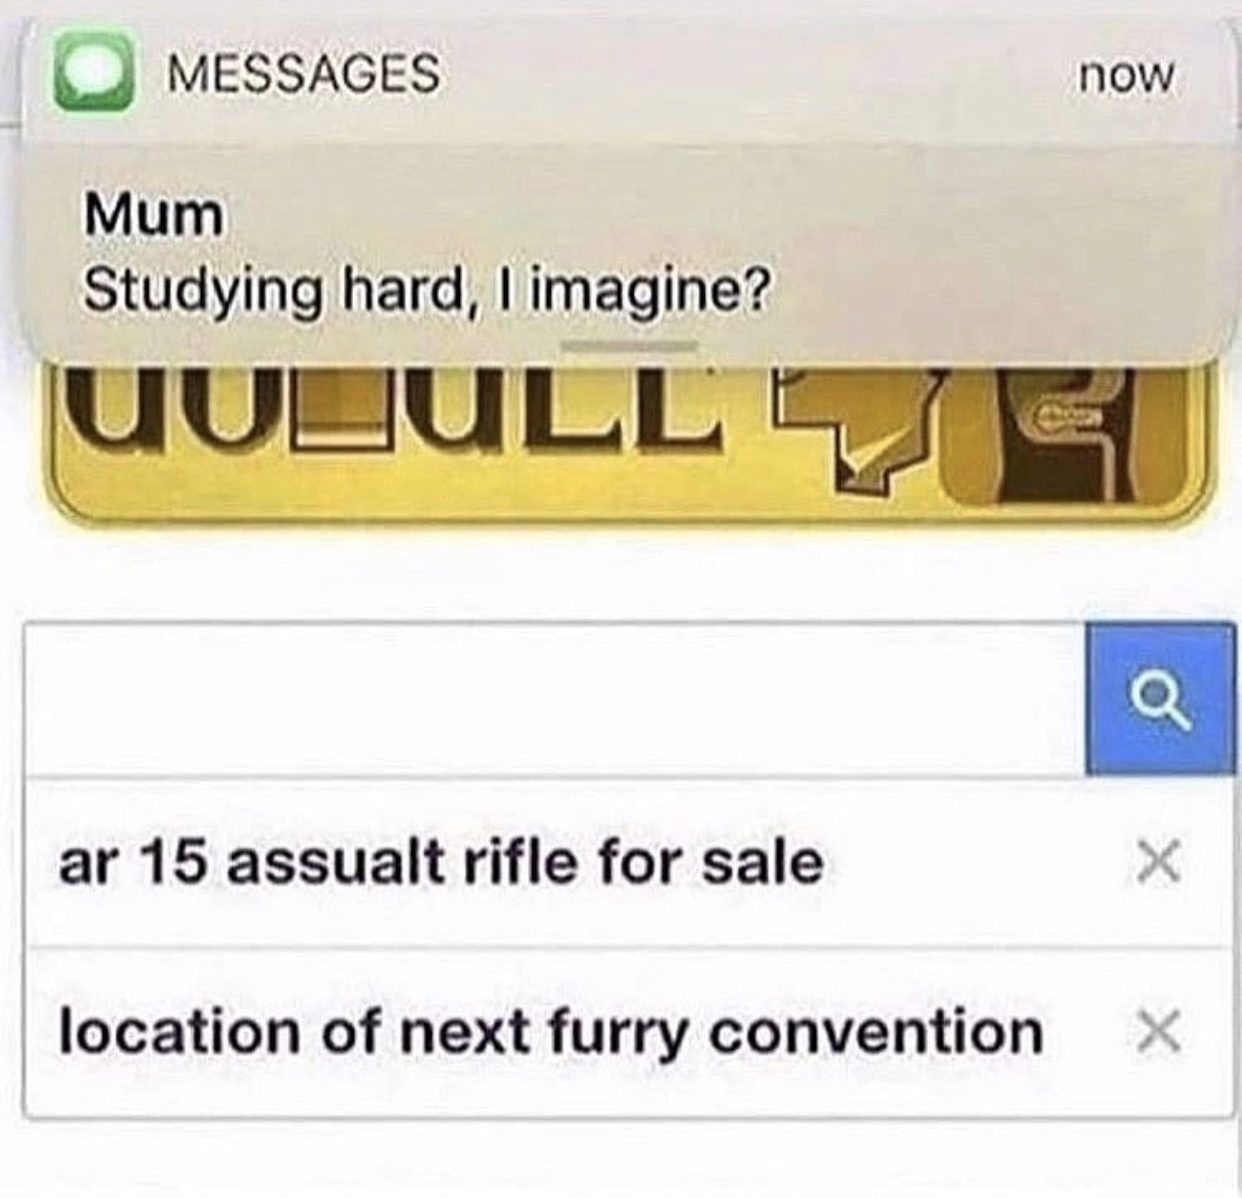 MESSAGES now
Mum
Studying hard, I imagine?
ar 15 assualt rifle for sale
location of next furry convention